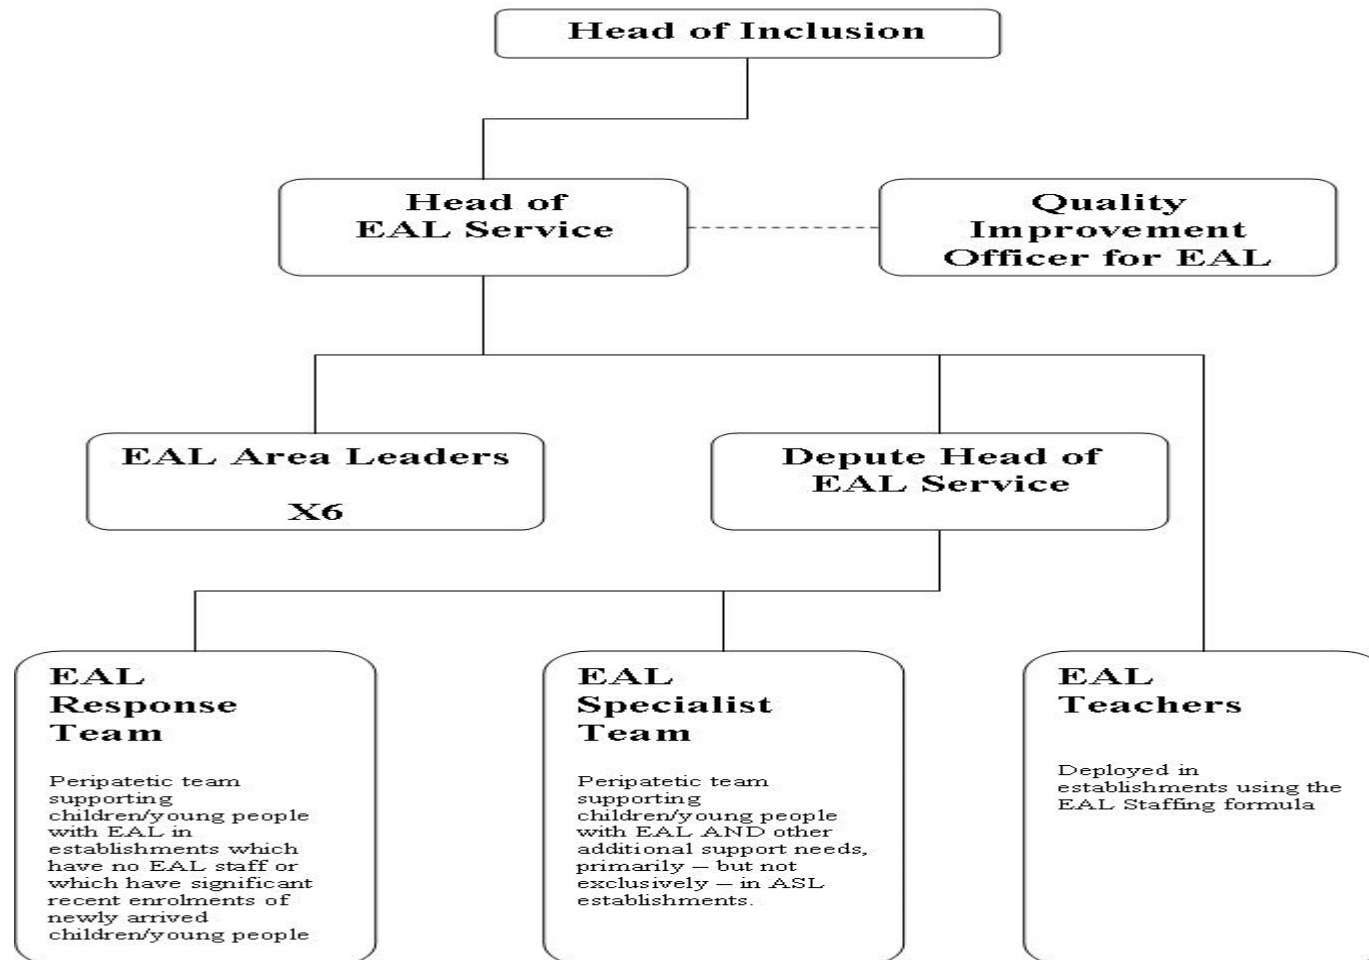 Head of Inclusion
Head of
EAL Service
Quality
Improvement
Officer for EAL
EAL Area Leaders
X6
Depute Head of
EAL Service
EAL
Response
Team
Peripatetic team
supporting
children/young people
with EAL in
establishments which
have no EAL staff or
which have significant
recent enrolments of
newly arrived
children/young people
EAL
Specialist
Team
Peripatetic team
supporting
children/young people
with EAL AND other
additional support needs,
primarily – but not
exclusively – in ASL
establishments.
EAL
Teachers
Deployed in
establishments using the
EAL Staffing formula